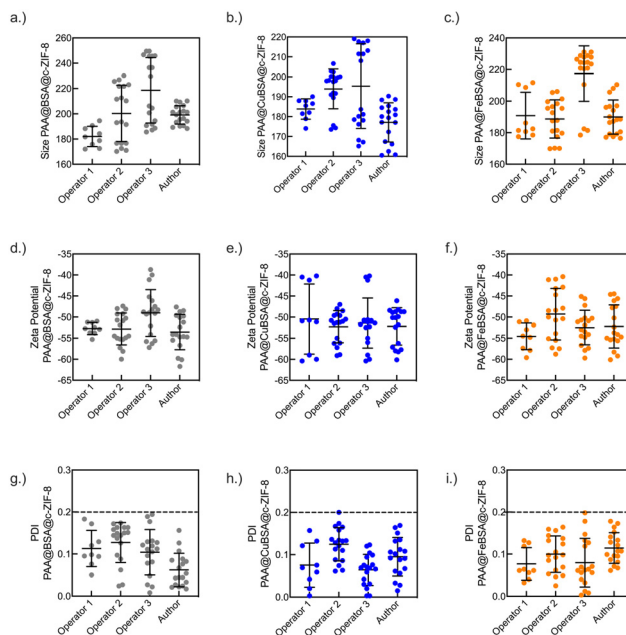 a.)
Size PAA@BSA@c-ZIF-8
260
240
220
200
180
160
Operator 1
Operator 2
Operator 3
Author
b.)
Size PAA@CuBSA@c-ZIF-8
220
210
200
190
180
170
160
Operator 1
Operator 2
Operator 3
Author
c.)
Size PAA@FeBSA@c-ZIF-8
240
220
200
180
160
Operator 1
Operator 2
Operator 3
Author
d.)
Zeta Potential
PAA@BSA@c-ZIF-8
-35
-40
-45
-50
-55
-60
-65
Operator 1
Operator 2
Operator 3
Author
e.)
Zeta Potential
PAA@CuBSA@c-ZIF-8
-35
-40
-45
-50
-55
-60
-65
Operator 1
Operator 2
Operator 3
Author
f.)
Zeta Potential
PAA@FeBSA@c-ZIF-8
-35
-40
-45
-50
-55
-60
-65
Operator 1
Operator 2
Operator 3
Author
g.)
PDI
PAA@BSA@c-ZIF-8
0.3
0.2
0.1
0.0
Operator 1
Operator 2
Operator 3
Author
h.)
PDI
PAA@CuBSA@c-ZIF-8
0.3
0.2
0.1
0.0
Operator 1
Operator 2
Operator 3
Author
i.)
PDI
PAA@FeBSA@c-ZIF-8
0.3
0.2
0.1
0.0
Operator 1
Operator 2
Operator 3
Author